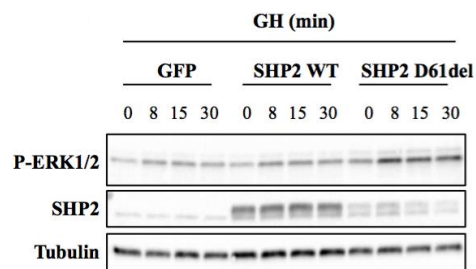 GH (min)
GFP SHP2 WT SHP2 D61del
0 8 15 30 0 8 15 30 0 8 15 30
P-ERK1/2
SHP2
Tubulin